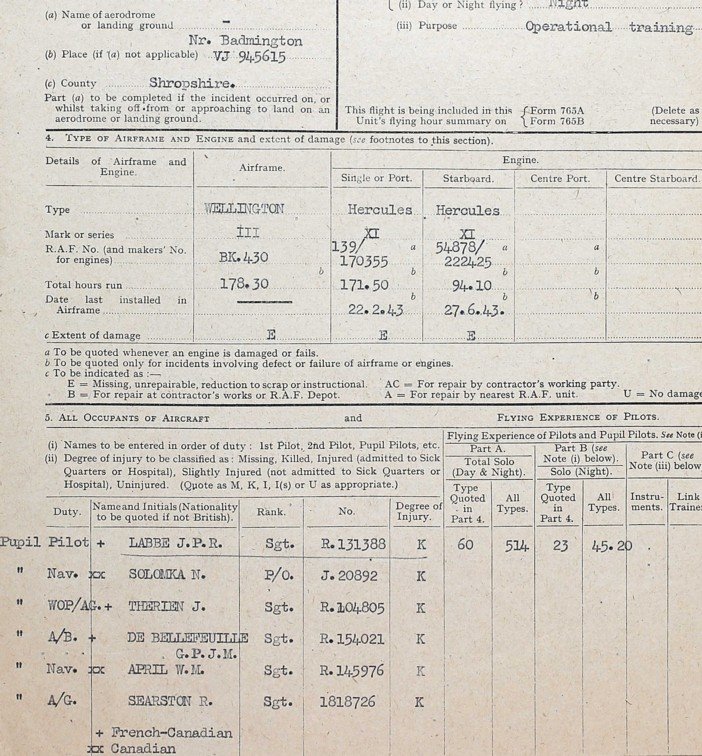 (a) Name of aerodrome
or landing ground –
Nr. Badmington
(b) Place (if (a) not applicable) VJ 945615
(c) County Shropshire.
Part (a) to be completed if the incident occurred on, or
whilst taking off from or approaching to land on an
aerodrome or landing ground.
(ii) Day or Night flying? Night
(iii) Purpose Operational training
This flight is being included in this { Form 765A (Delete as
Unit's flying hour summary on { Form 765B necessary)
4. TYPE OF AIRFRAME AND ENGINE and extent of damage (see footnotes to this section).
Details of Airframe and
Engine. Airframe. Engine.
Single or Port. Starboard. Centre Port. Centre Starboard.
Type WELLINGTON Hercules Hercules
Mark or series III XI XI
R.A.F. No. (and makers' No. 139/ a 54878/ a a
for engines) BK.430 170355 222425
b b b b
Total hours run 178.30 171.50 94.10
Date last installed in b b b
Airframe 22.2.43 27.6.43.
c Extent of damage E E E
a To be quoted whenever an engine is damaged or fails.
b To be quoted only for incidents involving defect or failure of airframe or engines.
c To be indicated as :—
E = Missing, unrepairable, reduction to scrap or instructional. AC = For repair by contractor's working party.
B = For repair at contractor's works or R.A.F. Depot. A = For repair by nearest R.A.F. unit. U = No damage
5. ALL OCCUPANTS OF AIRCRAFT and FLYING EXPERIENCE OF PILOTS.
(i) Names to be entered in order of duty : 1st Pilot, 2nd Pilot, Pupil Pilots, etc.
(ii) Degree of injury to be classified as : Missing, Killed, Injured (admitted to Sick
Quarters or Hospital), Slightly Injured (not admitted to Sick Quarters or
Hospital), Uninjured. (Quote as M, K, I, I(s) or U as appropriate.)
Flying Experience of Pilots and Pupil Pilots. See Note (i
Part A. Part B (see Part C (see
Total Solo Note (i) below). Note (iii) below
(Day & Night). Solo (Night).
Type Quoted in Part 4. All Types. Type Quoted in Part 4. All Types. Instru-ments. Link Traine
Duty. Name and Initials (Nationality to be quoted if not British). Rank. No. Degree of Injury.
Pupil Pilot + LABBE J.P.R. Sgt. R.131388 K 60 514 23 45.20
" Nav. xx SOLOMKA N. P/O. J.20892 K
" WOP/AG. + THERIEN J. Sgt. R.104805 K
" A/B. + DE BELLEFEUILLE Sgt. R.154021 K
G.P.J.M.
" Nav. xx APRIL W.M. Sgt. R.145976 K
" A/G. SEARSTON R. Sgt. 1818726 K
+ French-Canadian
xx Canadian